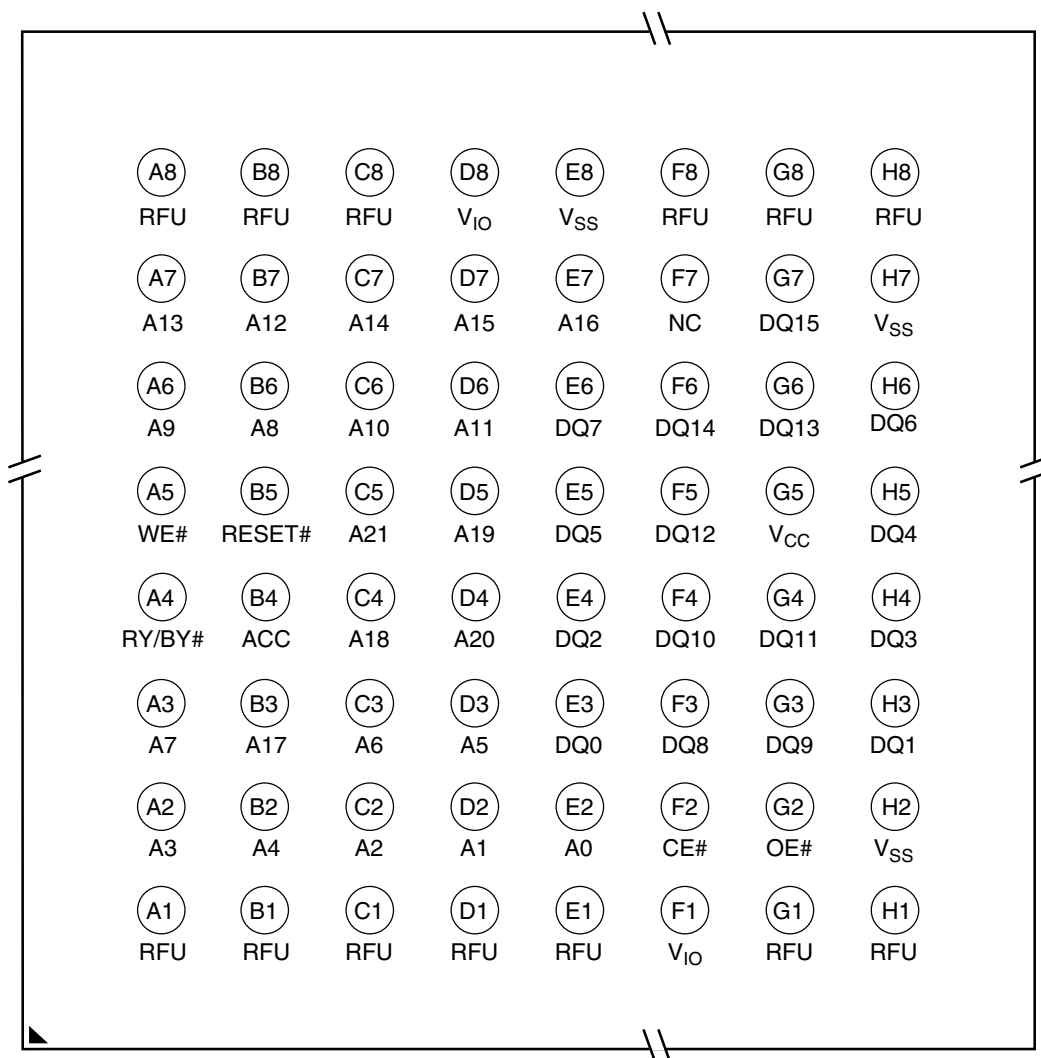 A8 B8 C8 D8 E8 F8 G8 H8
RFU RFU RFU VIO VSS RFU RFU RFU
A7 B7 C7 D7 E7 F7 G7 H7
A13 A12 A14 A15 A16 NC DQ15 VSS
A6 B6 C6 D6 E6 F6 G6 H6
A9 A8 A10 A11 DQ7 DQ14 DQ13 DQ6
A5 B5 C5 D5 E5 F5 G5 H5
WE# RESET# A21 A19 DQ5 DQ12 VCC DQ4
A4 B4 C4 D4 E4 F4 G4 H4
RY/BY# ACC A18 A20 DQ2 DQ10 DQ11 DQ3
A3 B3 C3 D3 E3 F3 G3 H3
A7 A17 A6 A5 DQ0 DQ8 DQ9 DQ1
A2 B2 C2 D2 E2 F2 G2 H2
A3 A4 A2 A1 A0 CE# OE# VSS
A1 B1 C1 D1 E1 F1 G1 H1
RFU RFU RFU RFU RFU VIO RFU RFU